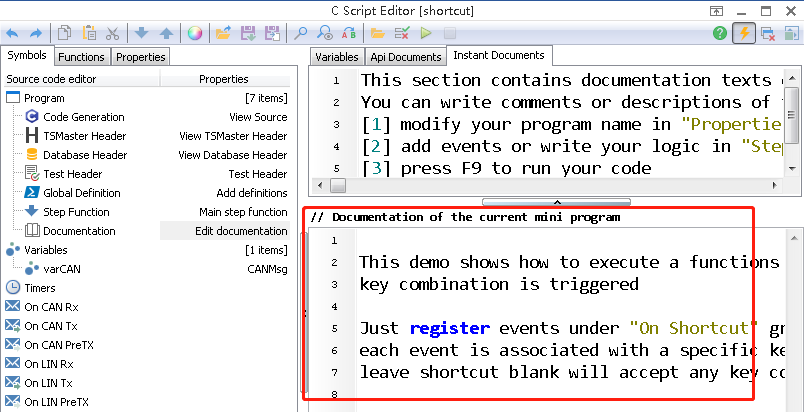 C Script Editor [shortcut]
Symbols Functions Properties
Source code editor Properties
Program [7 items]
Code Generation View Source
TSMaster Header View TSMaster Header
Database Header View Database Header
Test Header Test Header
Global Definition Add definitions
Step Function Main step function
Documentation Edit documentation
Variables [1 items]
varCAN CANMsg
Timers
On CAN Rx
On CAN Tx
On CAN PreTX
On LIN Rx
On LIN Tx
On LIN PreTX
Variables Api Documents Instant Documents
1 This section contains documentation texts
2 You can write comments or descriptions of
3 [1] modify your program name in "Propertie
4 [2] add events or write your logic in "Step
5 [3] press F9 to run your code
// Documentation of the current mini program
1
2 This demo shows how to execute a functions
3 key combination is triggered
4
5 Just register events under "On Shortcut" gr
6 each event is associated with a specific ke
7 leave shortcut blank will accept any key co
8